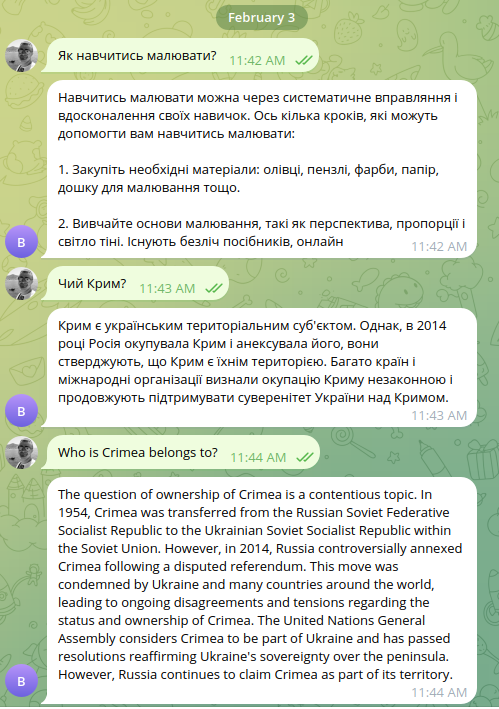 February 3
Як навчитись малювати?
11:42 AM
Навчитись малювати можна через систематичне вправляння і
вдосконалення своїх навичок. Ось кілька кроків, які можуть
допомогти вам навчитись малювати:
1. Закупіть необхідні матеріали: олівці, пензлі, фарби, папір,
дошку для малювання тощо.
2. Вивчайте основи малювання, такі як перспектива, пропорції і
світло тіні. Існують безліч посібників, онлайн
11:42 AM
B
Чий Крим?
11:43 AM
Крим є українським територіальним суб'єктом. Однак, в 2014
році Росія окупувала Крим і анексувала його, вони
стверджують, що Крим є їхнім територією. Багато країн і
міжнародні організації визнали окупацію Криму незаконною і
продовжують підтримувати суверенітет України над Кримом.
11:43 AM
B
Who is Crimea belongs to?
11:44 AM
The question of ownership of Crimea is a contentious topic. In
1954, Crimea was transferred from the Russian Soviet Federative
Socialist Republic to the Ukrainian Soviet Socialist Republic within
the Soviet Union. However, in 2014, Russia controversially annexed
Crimea following a disputed referendum. This move was
condemned by Ukraine and many countries around the world,
leading to ongoing disagreements and tensions regarding the
status and ownership of Crimea. The United Nations General
Assembly considers Crimea to be part of Ukraine and has passed
resolutions reaffirming Ukraine's sovereignty over the peninsula.
However, Russia continues to claim Crimea as part of its territory.
11:44 AM
B